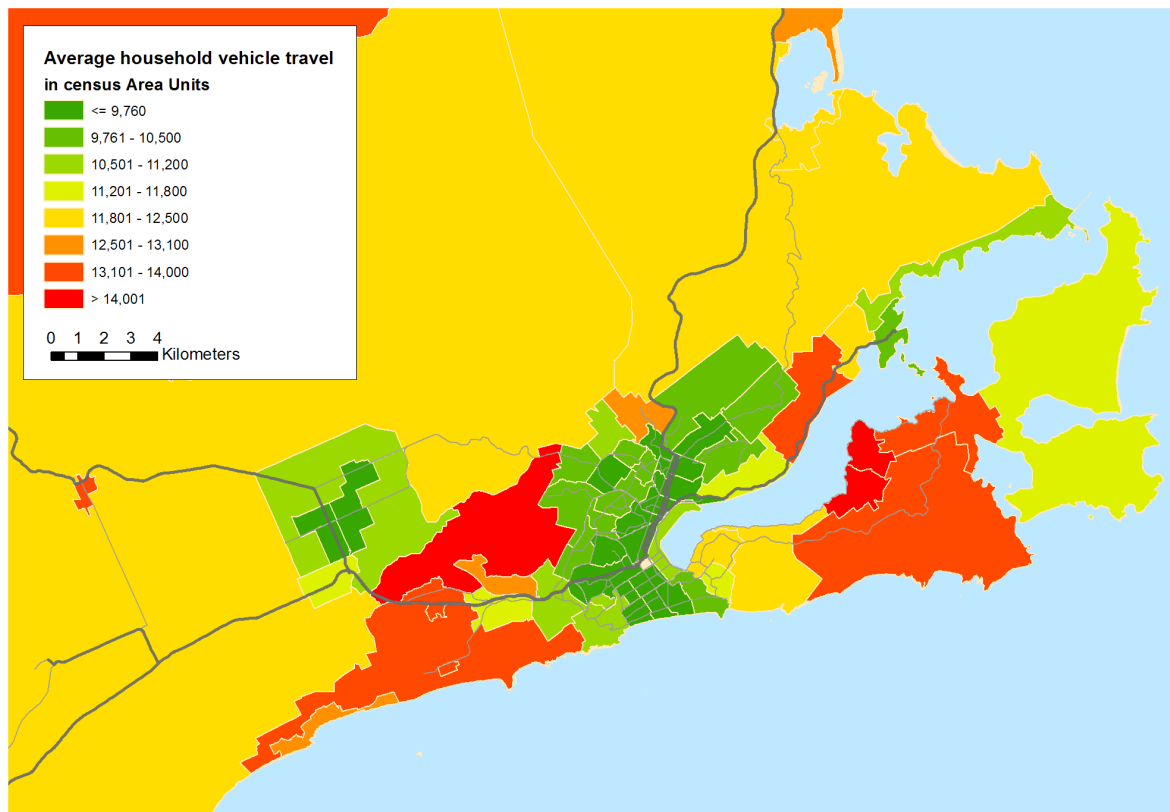 Average household vehicle travel
in census Area Units
<= 9,760
9,761 - 10,500
10,501 - 11,200
11,201 - 11,800
11,801 - 12,500
12,501 - 13,100
13,101 - 14,000
> 14,001
0 1 2 3 4
Kilometers